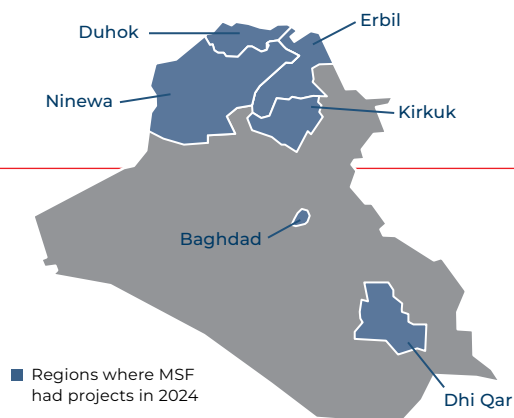 Duhok
Erbil
Ninewa
Kirkuk
Baghdad
Regions where MSF
had projects in 2024
Dhi Qar